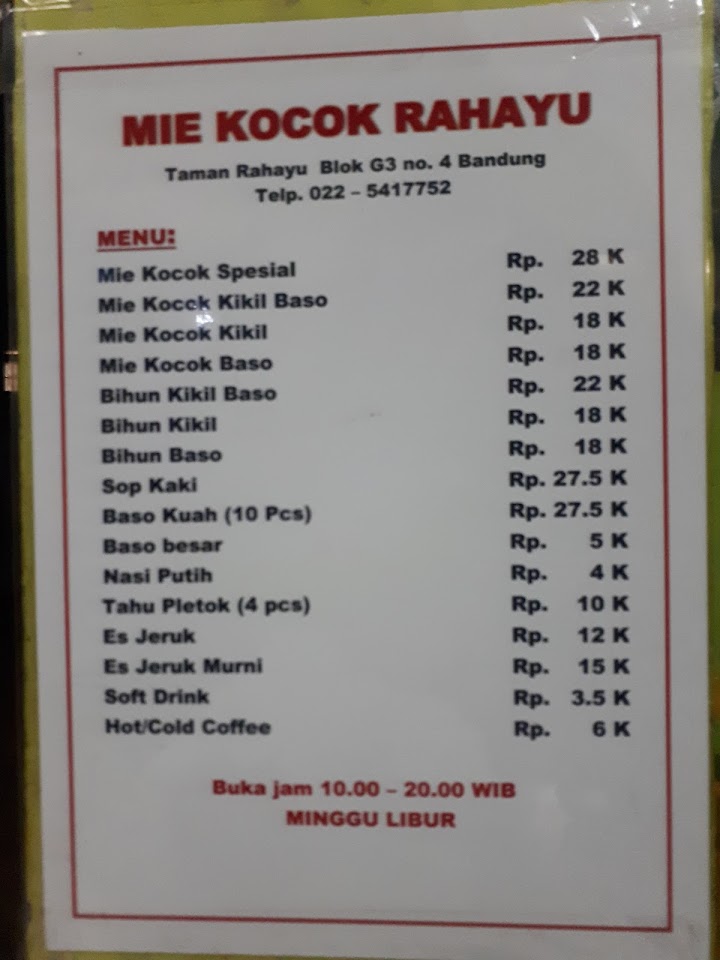 MIE KOCOK RAHAYU
Taman Rahayu Blok G3 no. 4 Bandung
Telp. 022 – 5417752
MENU:
Mie Kocok Spesial Rp. 28 K
Mie Kocok Kikil Baso Rp. 22 K
Mie Kocok Kikil Rp. 18 K
Mie Kocok Baso Rp. 18 K
Bihun Kikil Baso Rp. 22 K
Bihun Kikil Rp. 18 K
Bihun Baso Rp. 18 K
Sop Kaki Rp. 27.5 K
Baso Kuah (10 Pcs) Rp. 27.5 K
Baso besar Rp. 5 K
Nasi Putih Rp. 4 K
Tahu Pletok (4 pcs) Rp. 10 K
Es Jeruk Rp. 12 K
Es Jeruk Murni Rp. 15 K
Soft Drink Rp. 3.5 K
Hot/Cold Coffee Rp. 6 K
Buka jam 10.00 – 20.00 WIB
MINGGU LIBUR